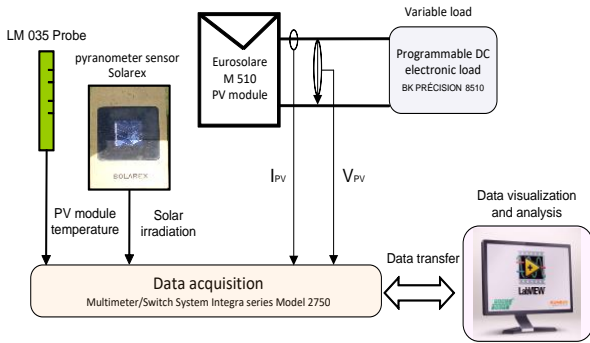 LM 035 Probe
pyranometer sensor
Solarex
SOLAREX
Eurosolare
M 510
PV module
Variable load
Programmable DC
electronic load
BK PRÉCISION 8510
IPV
VPV
PV module
temperature
Solar
irradiation
Data acquisition
Multimeter/Switch System Integra series Model 2750
Data transfer
Data visualization
and analysis
LabVIEW